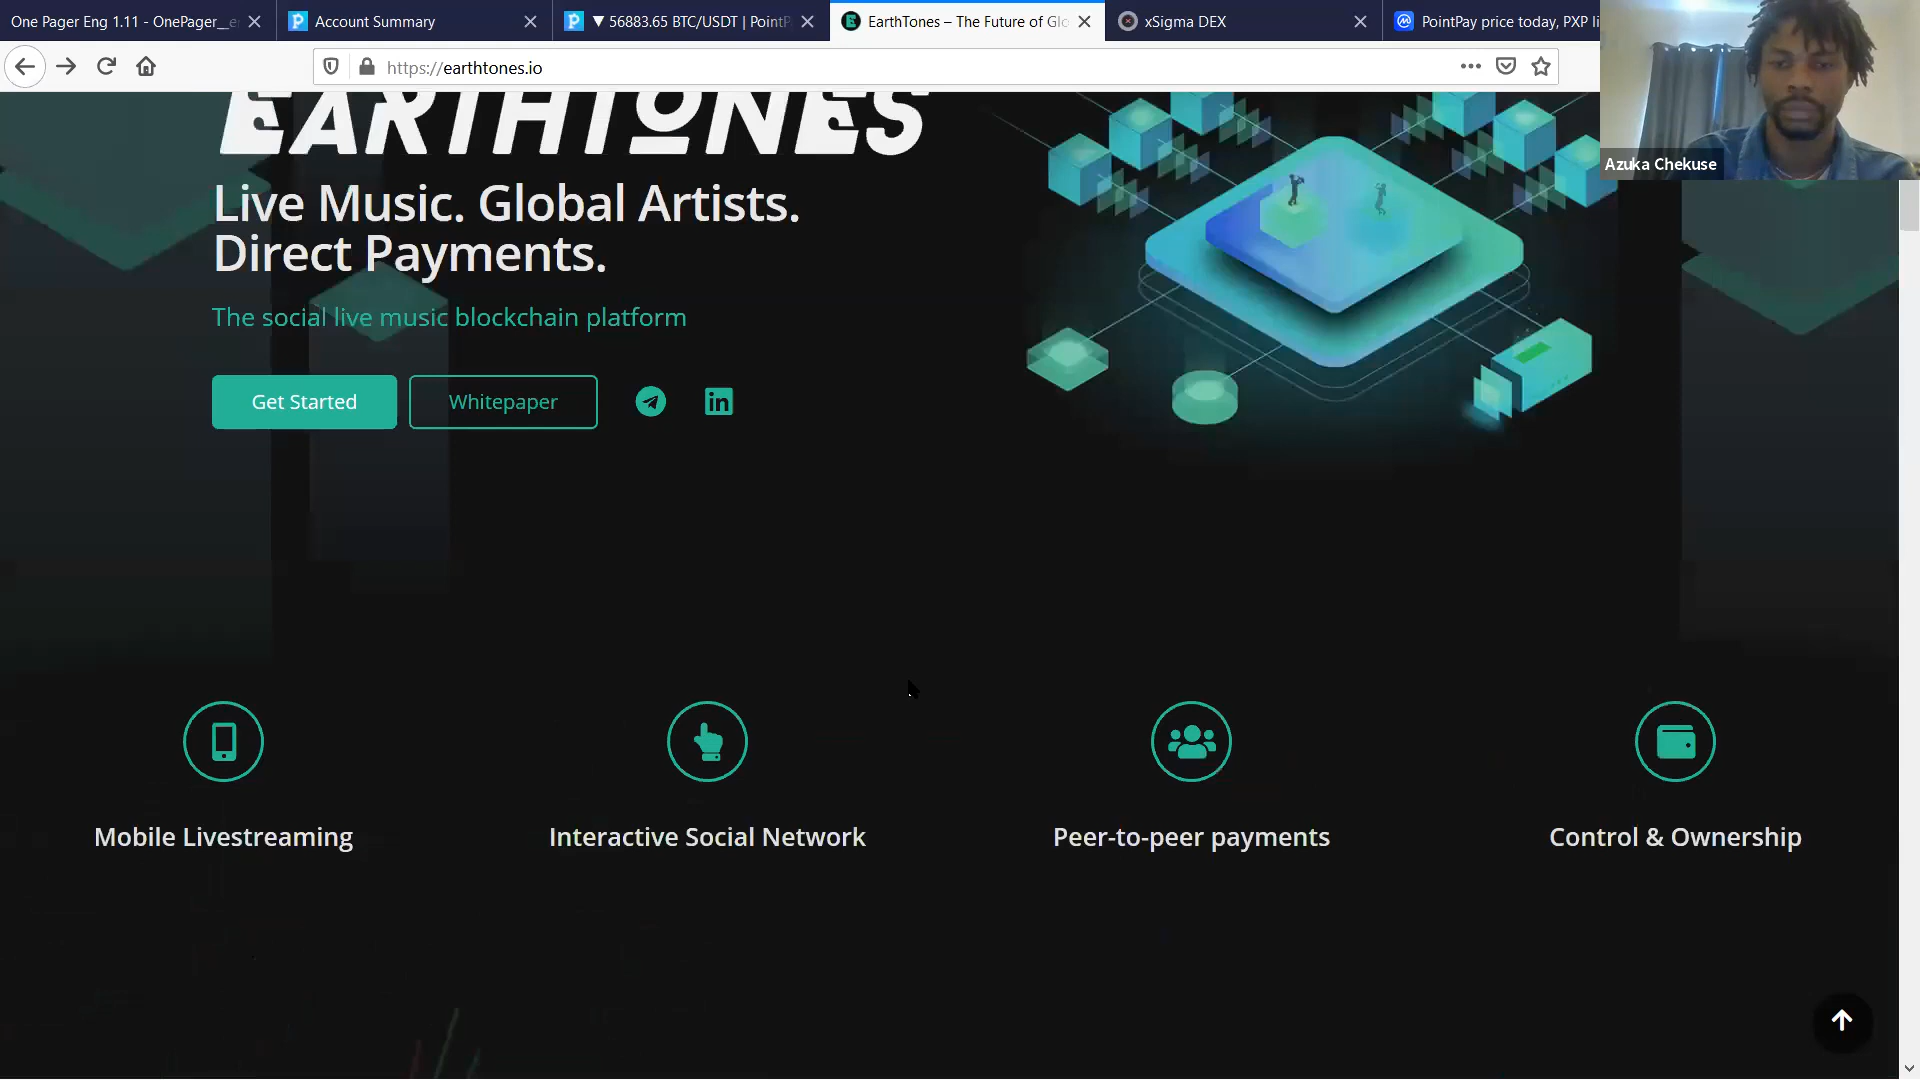 One Pager Eng 1.11 - OnePager_e
Account Summary
▼ 56883.65 BTC/USDT | PointP
EarthTones – The Future of Glo
xSigma DEX
PointPay price today, PXP li
https://earthtones.io
Azuka Chekuse
EARTHTONES
Live Music. Global Artists.
Direct Payments.
The social live music blockchain platform
Get Started
Whitepaper
Mobile Livestreaming
Interactive Social Network
Peer-to-peer payments
Control & Ownership